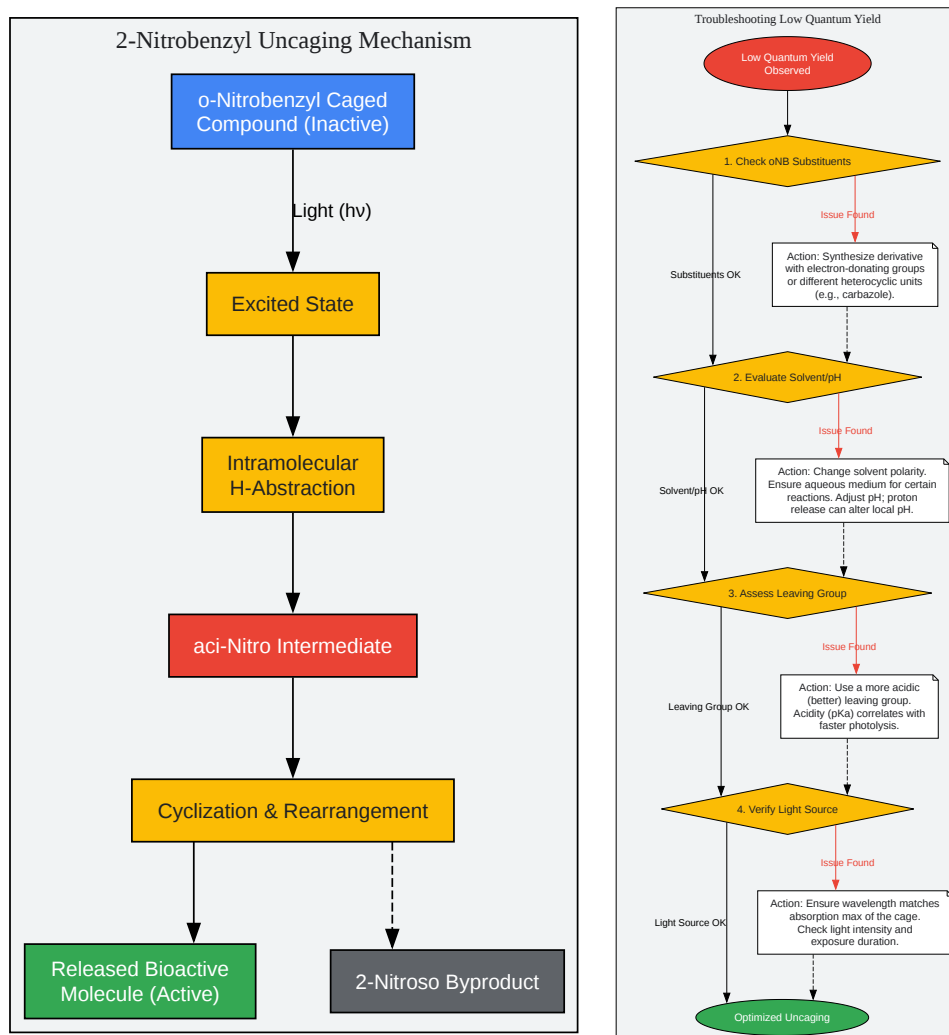 2-Nitrobenzyl Uncaging Mechanism
o-Nitrobenzyl Caged
Compound (Inactive)
Light (hν)
Excited State
Intramolecular
H-Abstraction
aci-Nitro Intermediate
Cyclization & Rearrangement
Released Bioactive
Molecule (Active)
2-Nitroso Byproduct
Troubleshooting Low Quantum Yield
Low Quantum Yield
Observed
1. Check oNB Substituents
Issue Found
Substituents OK
Action: Synthesize derivative
with electron-donating groups
or different heterocyclic units
(e.g., carbazole).
2. Evaluate Solvent/pH
Issue Found
Solvent/pH OK
Action: Change solvent polarity.
Ensure aqueous medium for certain
reactions. Adjust pH; proton
release can alter local pH.
3. Assess Leaving Group
Issue Found
Leaving Group OK
Action: Use a more acidic
(better) leaving group.
Acidity (pKa) correlates with
faster photolysis.
4. Verify Light Source
Issue Found
Light Source OK
Action: Ensure wavelength matches
absorption max of the cage.
Check light intensity and
exposure duration.
Optimized Uncaging